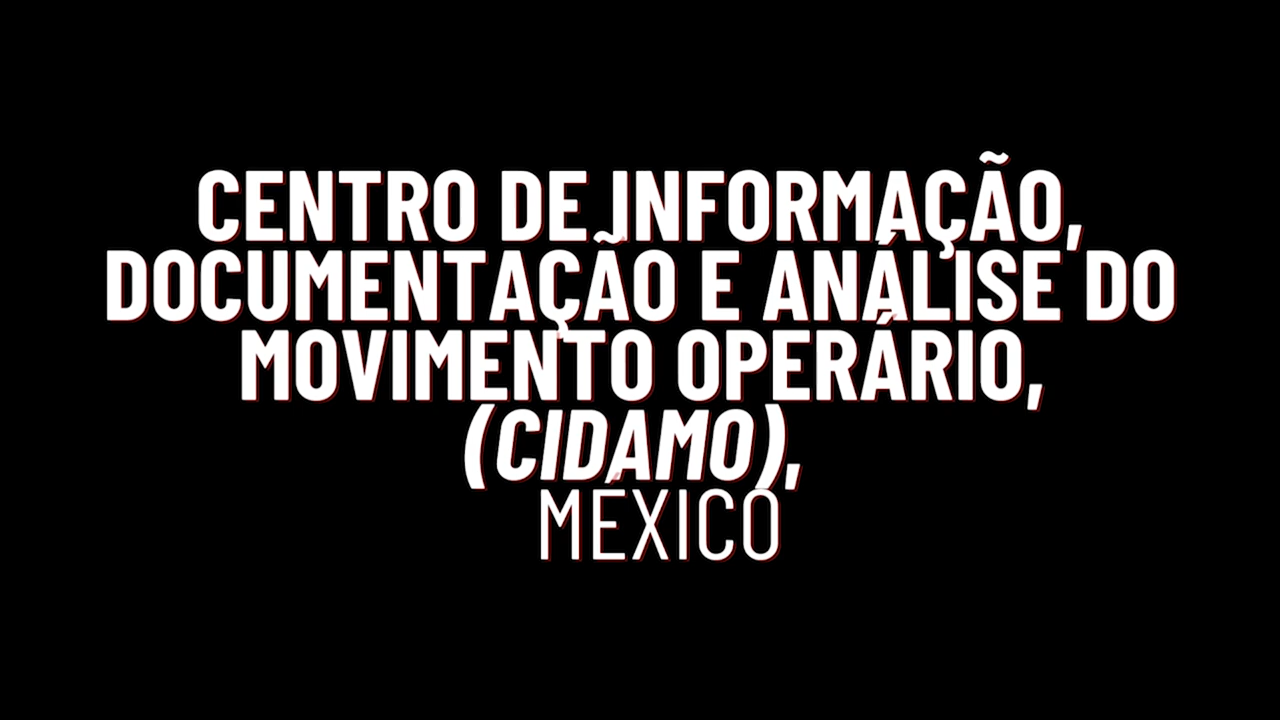 CENTRO DE INFORMAÇÃO,
DOCUMENTAÇÃO E ANÁLISE DO
MOVIMENTO OPERÁRIO,
(CIDAMO),
MÉXICO